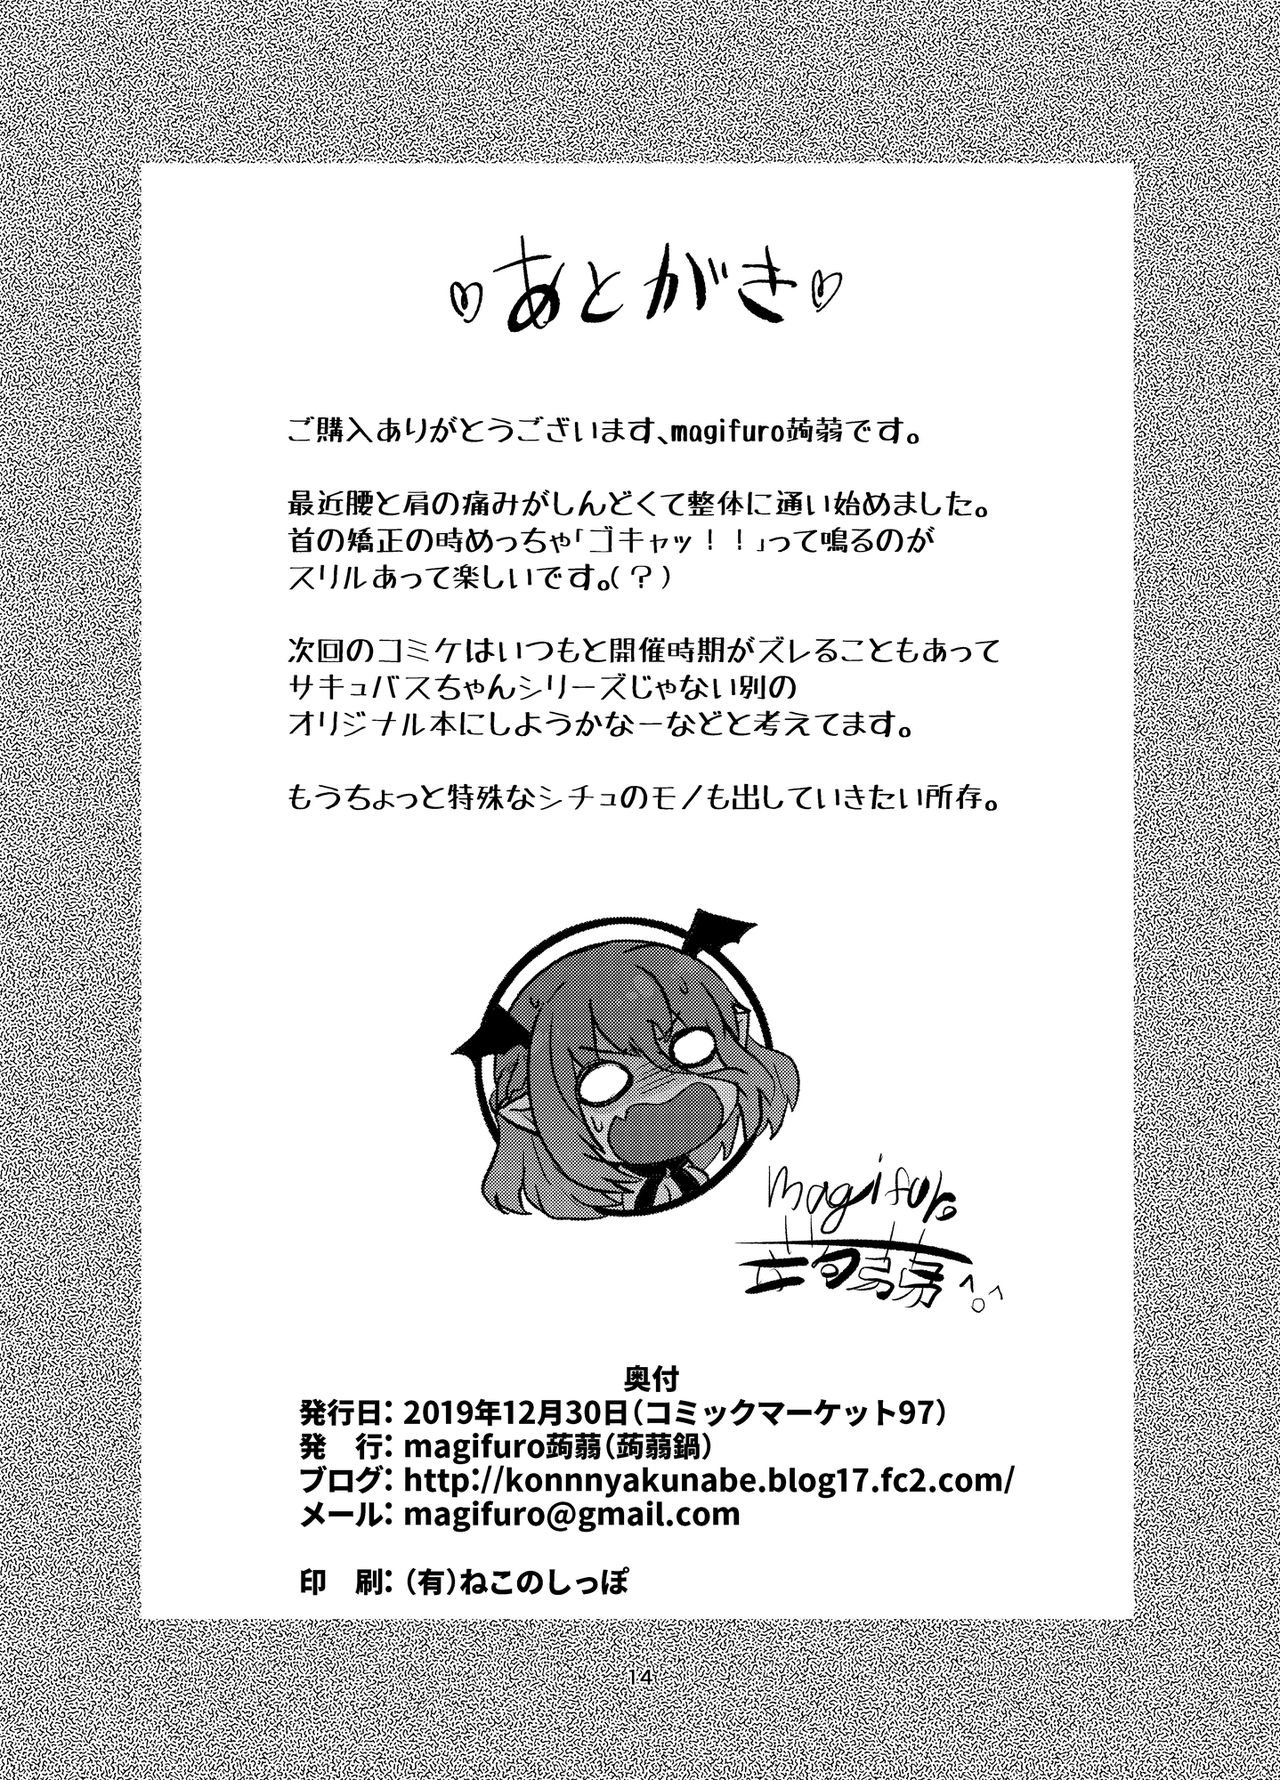 あとがき
ご購入ありがとうございます、magifuro蒟蒻です。
最近腰と肩の痛みがしんどくて整体に通い始めました。
首の矯正の時めっちゃ「ゴキャッ！！」って鳴るのが
スリルあって楽しいです。(？)
次回のコミケはいつもと開催時期がズレることもあって
サキュバスちゃんシリーズじゃない別の
オリジナル本にしようかなーなどと考えてます。
もうちょっと特殊なシチュのモノも出していきたい所存。
magifuro
蒟蒻
奥付
発行日： 2019年12月30日（コミックマーケット97）
発　行： magifuro蒟蒻（蒟蒻鍋）
ブログ： http://konnnyakunabe.blog17.fc2.com/
メール： magifuro@gmail.com
印　刷：（有）ねこのしっぽ
14